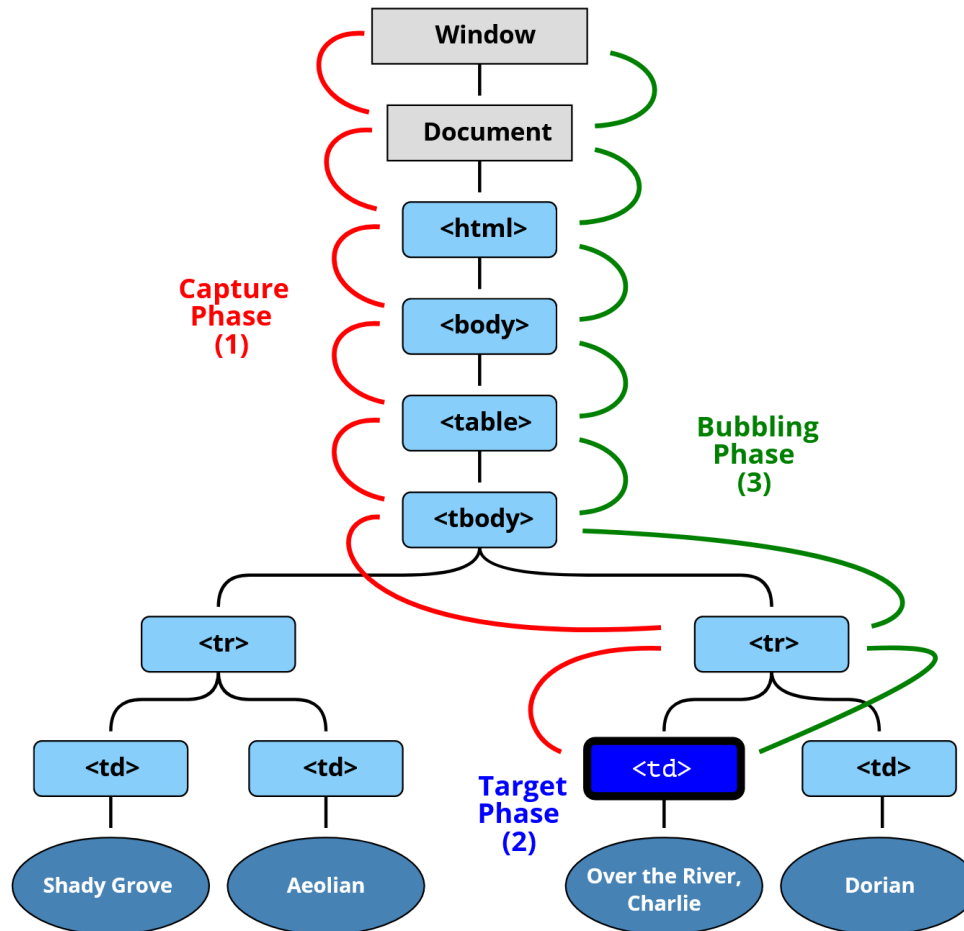 Window
Document
<html>
<body>
Capture
Phase
(1)
<table>
Bubbling
Phase
(3)
<tbody>
<tr>
<tr>
<td>
<td>
<td>
<td>
Target
Phase
(2)
Shady Grove
Aeolian
Over the River,
Charlie
Dorian